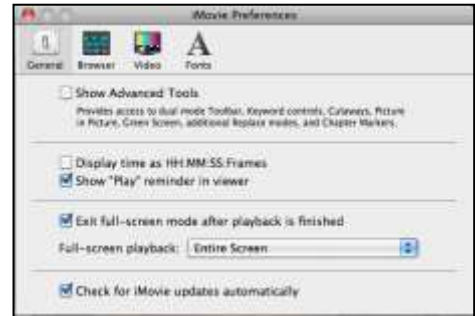 iMovie Preferences
General Browser Video Fonts
Show Advanced Tools
Provides access to dual mode Toolbar, Keyword controls, Cutaways, Picture
in Picture, Green Screen, additional Replace modes, and Chapter Markers.
Display time as HH:MM:SS:Frames
Show "Play" reminder in viewer
Exit full-screen mode after playback is finished
Full-screen playback: Entire Screen
Check for iMovie updates automatically